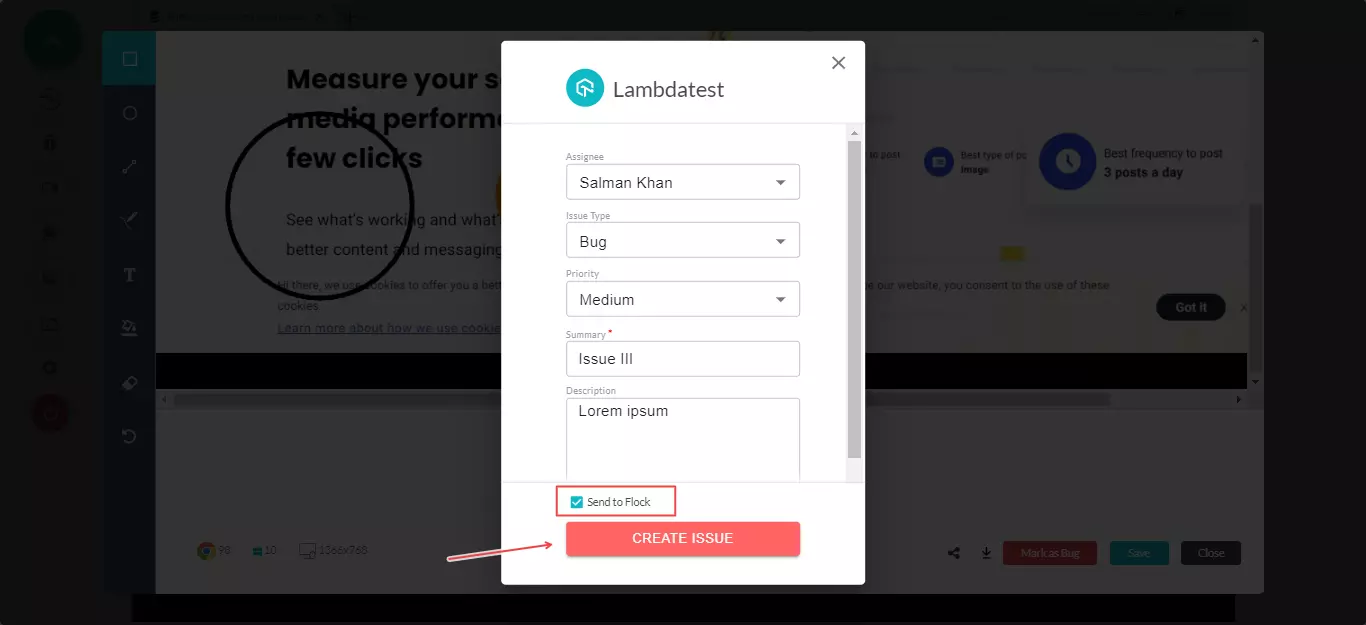 Lambdatest
Assignee
Salman Khan
Issue Type
Bug
Priority
Medium
Summary *
Issue III
Description
Lorem ipsum
Send to Flock
CREATE ISSUE
Measure your s
media perform
few clicks
See what's working and what'
better content and messaging
Hi there, we use cookies to offer you a bett
cookies
Learn more about how we use cookie
to post
Best type of po
Image
Best frequency to post
3 posts a day
e our website, you consent to the use of these
Got it
T
98
10
1366x768
Mark as Bug
Save
Close